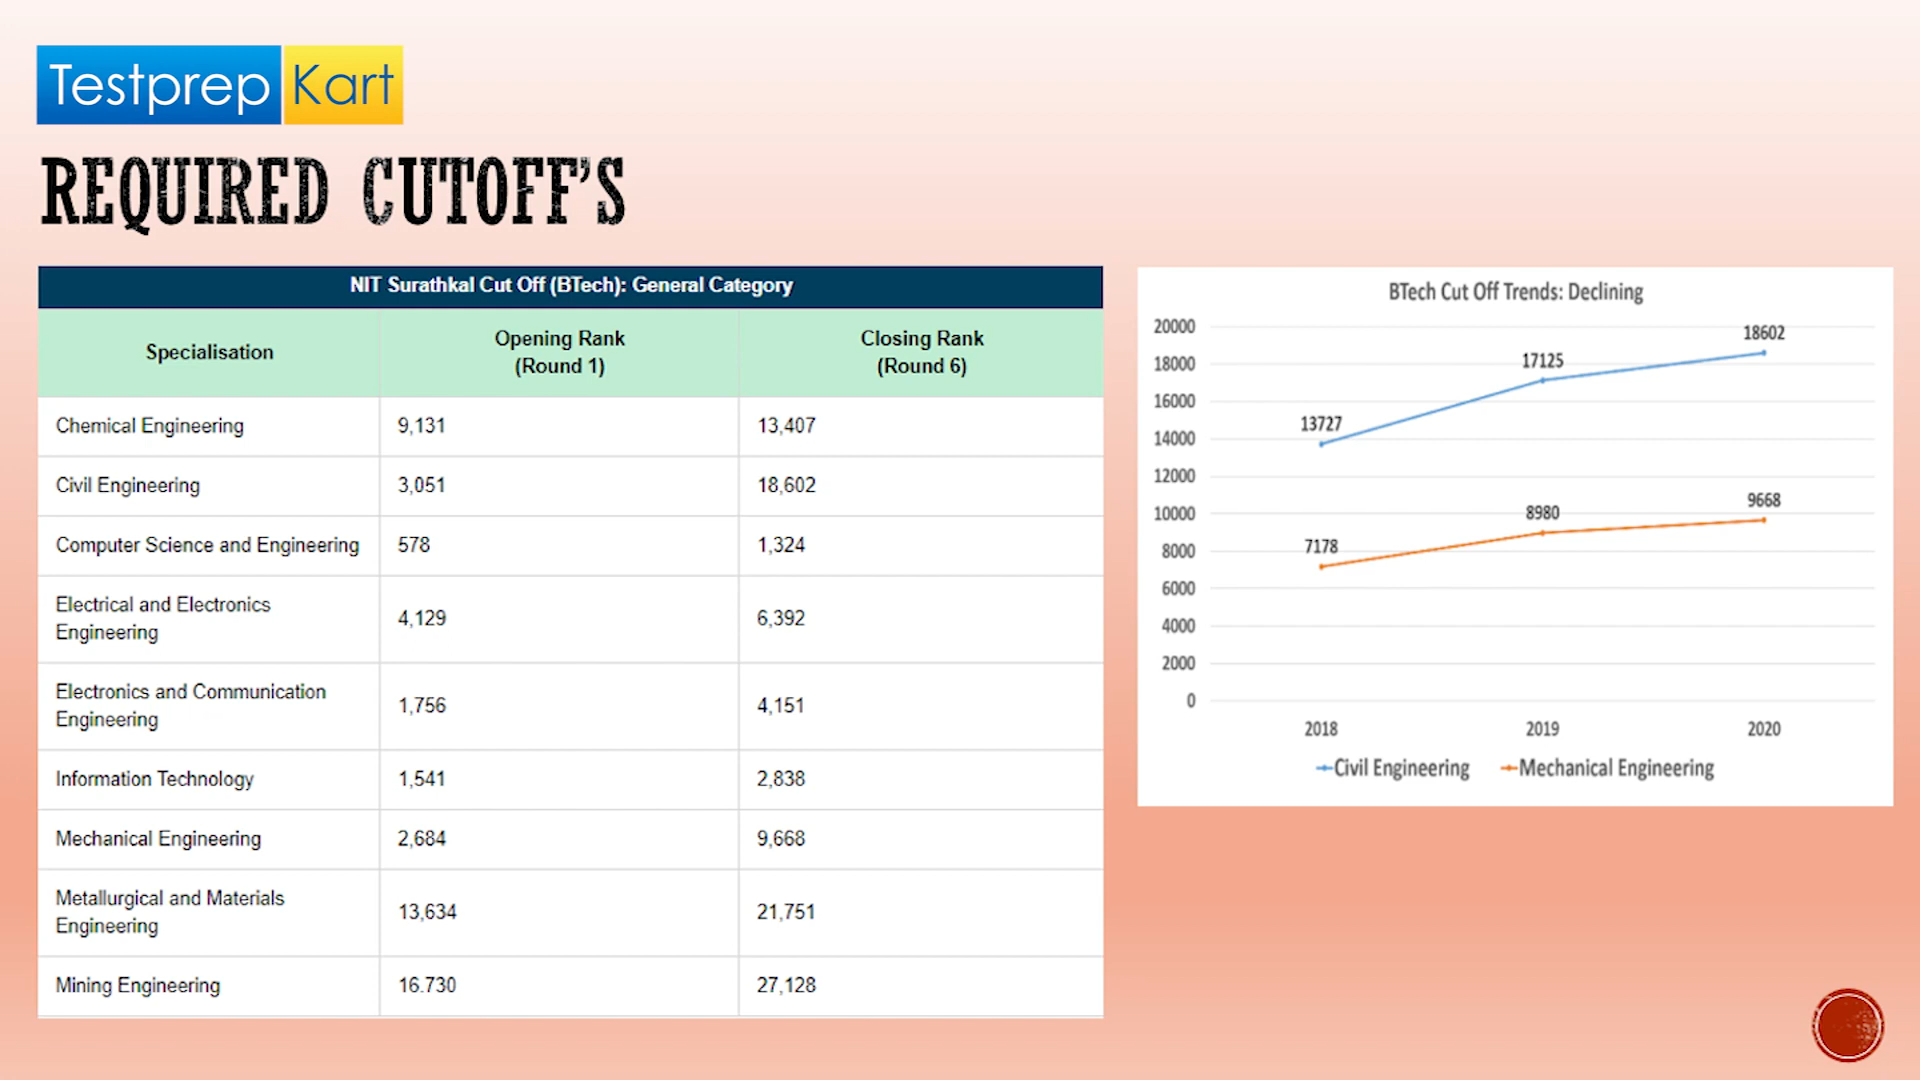 Testprep Kart
REQUIRED CUTOFF'S
NIT Surathkal Cut Off (BTech): General Category
Specialisation
Opening Rank
(Round 1)
Closing Rank
(Round 6)
Chemical Engineering 9,131 13,407
Civil Engineering 3,051 18,602
Computer Science and Engineering 578 1,324
Electrical and Electronics
Engineering
4,129 6,392
Electronics and Communication
Engineering
1,756 4,151
Information Technology 1,541 2,838
Mechanical Engineering 2,684 9,668
Metallurgical and Materials
Engineering
13,634 21,751
Mining Engineering 16.730 27,128
BTech Cut Off Trends: Declining
20000
18000
16000
14000
12000
10000
8000
6000
4000
2000
0
13727 17125 18602
7178 8980 9668
2018 2019 2020
Civil Engineering Mechanical Engineering